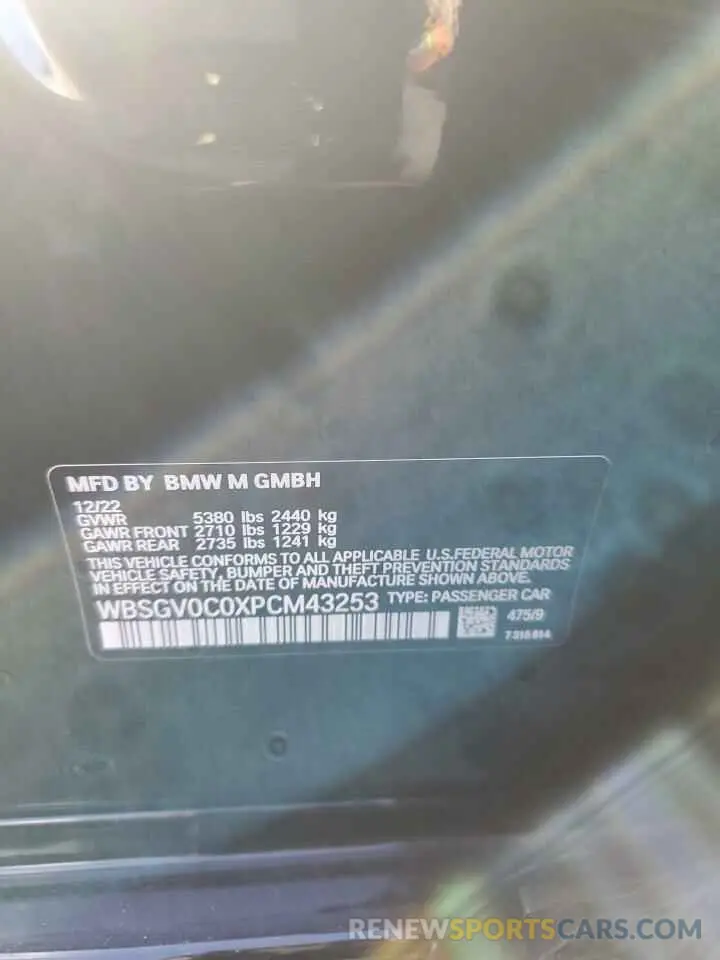 MFD BY BMW M GMBH
12/22
GVWR 5380 lbs 2440 kg
GAWR FRONT 2710 lbs 1229 kg
GAWR REAR 2735 lbs 1241 kg
THIS VEHICLE CONFORMS TO ALL APPLICABLE U.S.FEDERAL MOTOR
VEHICLE SAFETY, BUMPER AND THEFT PREVENTION STANDARDS
IN EFFECT ON THE DATE OF MANUFACTURE SHOWN ABOVE.
WBSGV0C0XPCM43253 TYPE: PASSENGER CAR
475/9
RENEWSPORTSCARS.COM